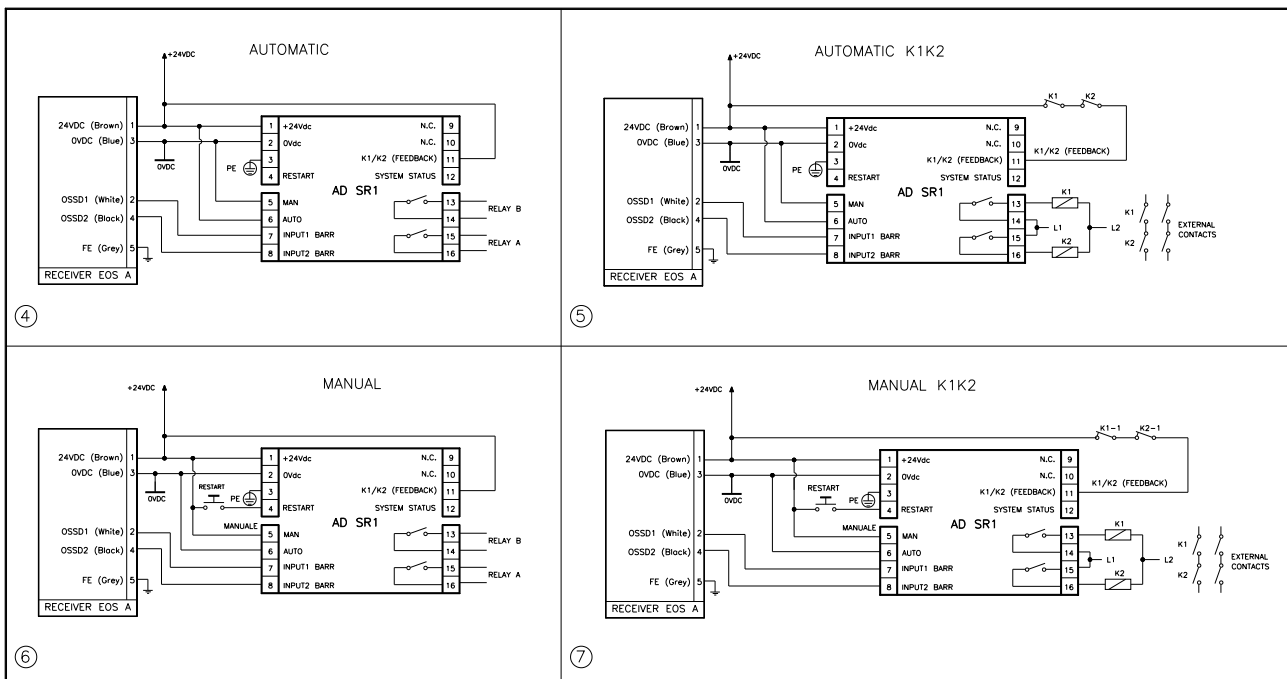 AUTOMATIC
+24VDC
24VDC (Brown) 1
0VDC (Blue) 3
OSSD1 (White) 2
OSSD2 (Black) 4
FE (Grey) 5
RECEIVER EOS A
0VDC
PE
1 +24Vdc
2 0Vdc
3
4 RESTART
N.C. 9
N.C. 10
K1/K2 (FEEDBACK) 11
SYSTEM STATUS 12
AD SR1
5 MAN
6 AUTO
7 INPUT1 BARR
8 INPUT2 BARR
13
14
15
16
RELAY B
RELAY A
4
AUTOMATIC K1K2
+24VDC
K1 K2
24VDC (Brown) 1
0VDC (Blue) 3
OSSD1 (White) 2
OSSD2 (Black) 4
FE (Grey) 5
RECEIVER EOS A
0VDC
PE
1 +24Vdc
2 0Vdc
3
4 RESTART
N.C. 9
N.C. 10
K1/K2 (FEEDBACK) 11
SYSTEM STATUS 12
K1/K2 (FEEDBACK)
AD SR1
5 MAN
6 AUTO
7 INPUT1 BARR
8 INPUT2 BARR
13
14
15
16
K1
L1
K2
L2
K1
K2
EXTERNAL
CONTACTS
5
MANUAL
+24VDC
24VDC (Brown) 1
0VDC (Blue) 3
OSSD1 (White) 2
OSSD2 (Black) 4
FE (Grey) 5
RECEIVER EOS A
0VDC
RESTART
PE
MANUALE
1 +24Vdc
2 0Vdc
3
4 RESTART
N.C. 9
N.C. 10
K1/K2 (FEEDBACK) 11
SYSTEM STATUS 12
AD SR1
5 MAN
6 AUTO
7 INPUT1 BARR
8 INPUT2 BARR
13
14
15
16
RELAY B
RELAY A
6
MANUAL K1K2
+24VDC
K1-1 K2-1
24VDC (Brown) 1
0VDC (Blue) 3
OSSD1 (White) 2
OSSD2 (Black) 4
FE (Grey) 5
RECEIVER EOS A
0VDC
RESTART
PE
MANUALE
1 +24Vdc
2 0Vdc
3
4 RESTART
N.C. 9
N.C. 10
K1/K2 (FEEDBACK) 11
SYSTEM STATUS 12
K1/K2 (FEEDBACK)
AD SR1
5 MAN
6 AUTO
7 INPUT1 BARR
8 INPUT2 BARR
13
14
15
16
K1
L1
K2
L2
K1
K2
EXTERNAL
CONTACTS
7